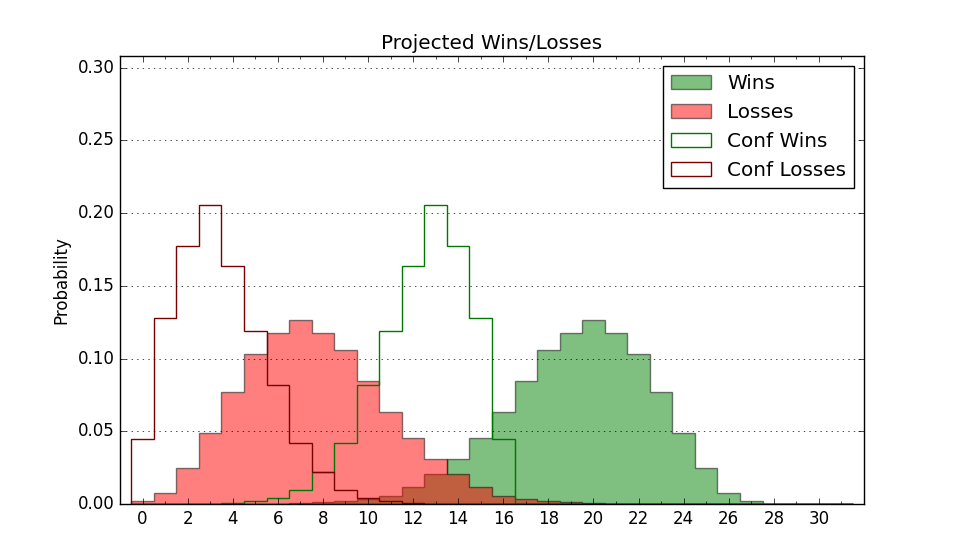 Projected Wins/Losses
Wins
Losses
Conf Wins
Conf Losses
Probability
0.30
0.25
0.20
0.15
0.10
0.05
0.00
0 2 4 6 8 10 12 14 16 18 20 22 24 26 28 30